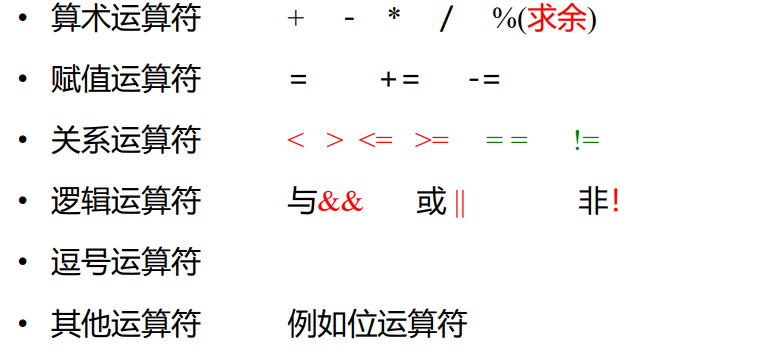 • 算术运算符 + - * / %(求余)
• 赋值运算符 = += -=
• 关系运算符 < > <= >= == !=
• 逻辑运算符 与&& 或|| 非!
• 逗号运算符
• 其他运算符 例如位运算符